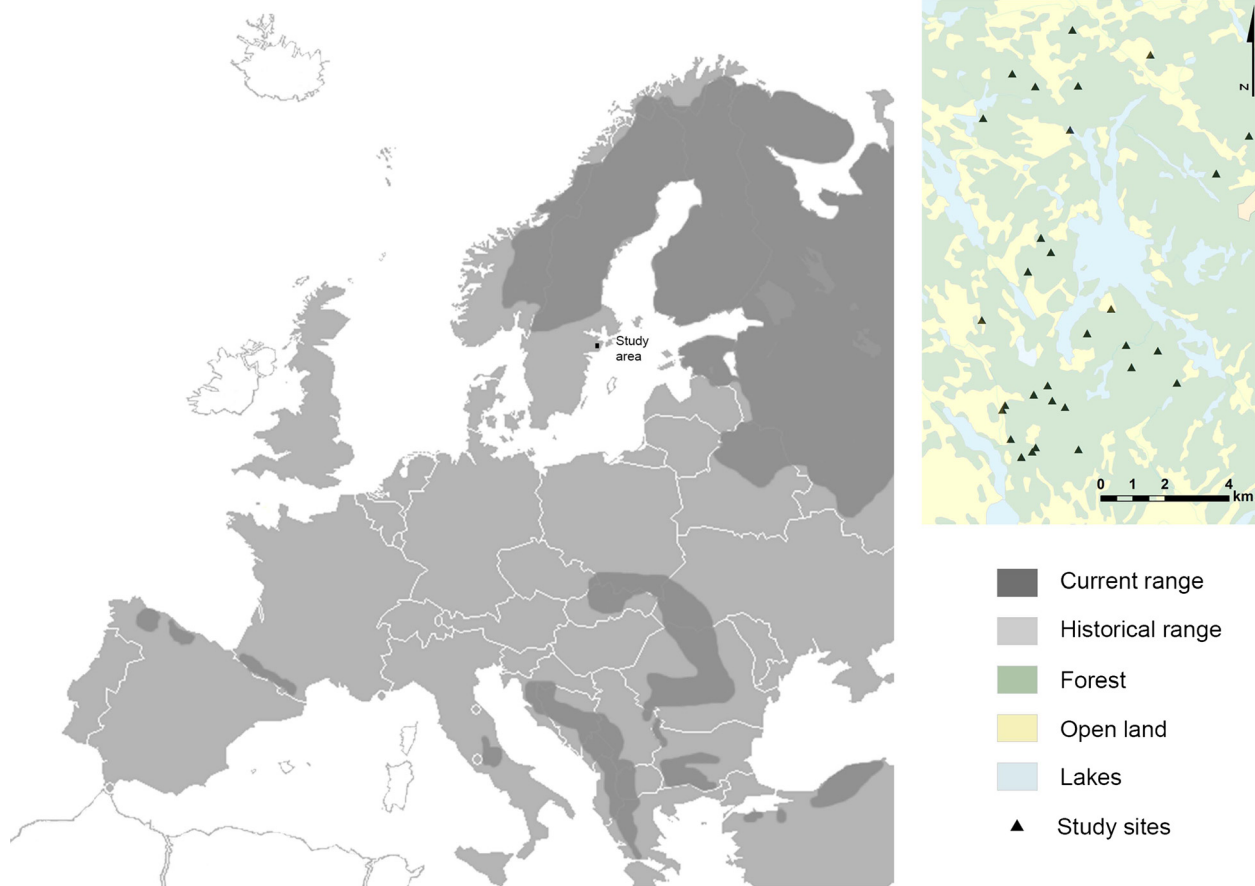 Study
area
N
0 1 2 4
km
Current range
Historical range
Forest
Open land
Lakes
Study sites